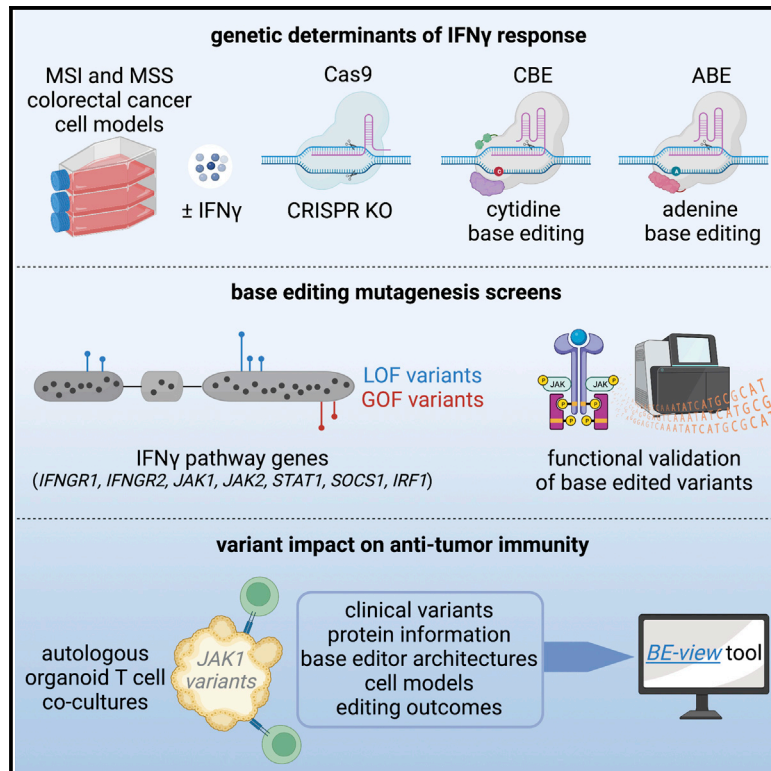 genetic determinants of IFNγ response
MSI and MSS
colorectal cancer
cell models
± IFNγ
Cas9
CRISPR KO
CBE
cytidine
base editing
ABE
adenine
base editing
base editing mutagenesis screens
LOF variants
GOF variants
IFNγ pathway genes
(IFNGR1, IFNGR2, JAK1, JAK2, STAT1, SOCS1, IRF1)
JAK
JAK
P
P
P
P
P
P
functional validation
of base edited variants
variant impact on anti-tumor immunity
autologous
organoid T cell
co-cultures
JAK1
variants
clinical variants
protein information
base editor architectures
cell models
editing outcomes
BE-view tool